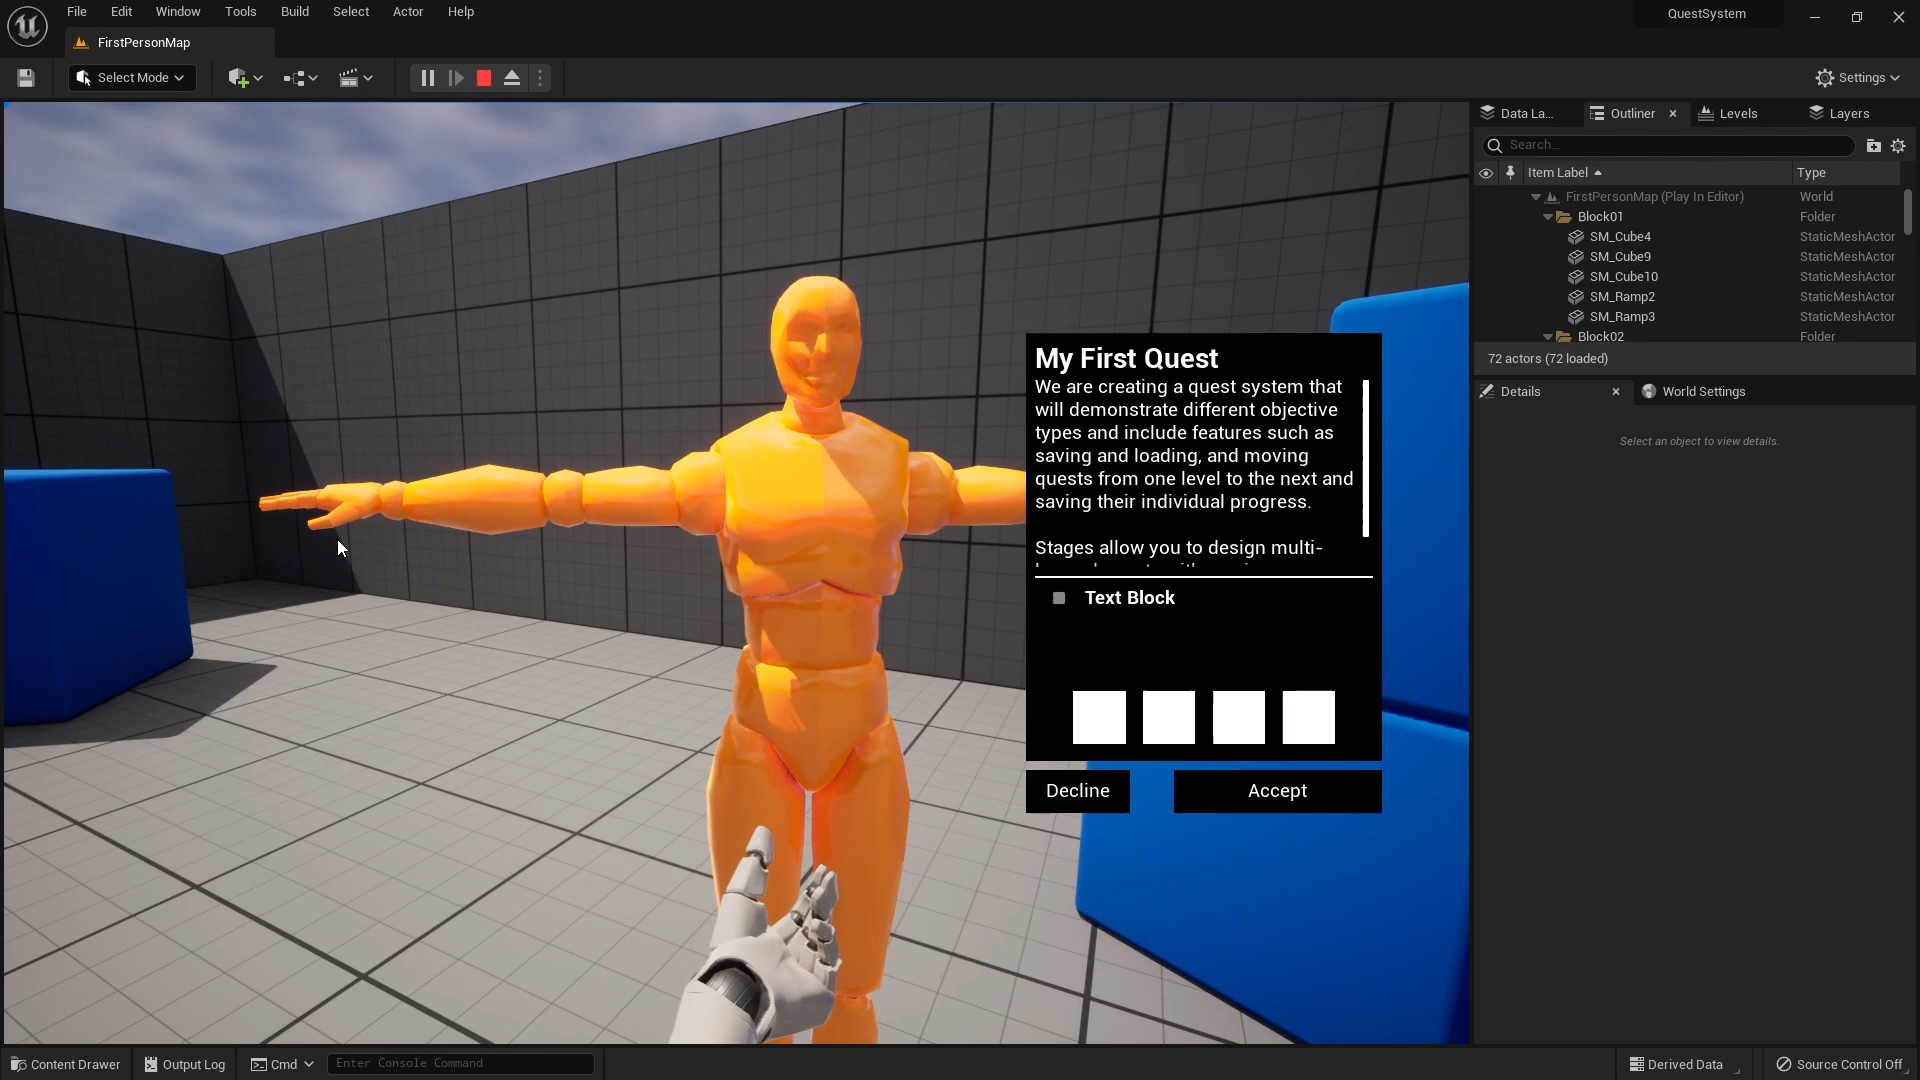 File Edit Window Tools Build Select Actor Help
QuestSystem
FirstPersonMap
Select Mode
Settings
Data La...
Outliner
Levels
Layers
Search...
Item Label
Type
FirstPersonMap (Play In Editor) World
Block01 Folder
SM_Cube4 StaticMeshActor
SM_Cube9 StaticMeshActor
SM_Cube10 StaticMeshActor
SM_Ramp2 StaticMeshActor
SM_Ramp3 StaticMeshActor
Block02 Folder
72 actors (72 loaded)
Details
World Settings
Select an object to view details.
My First Quest
We are creating a quest system that
will demonstrate different objective
types and include features such as
saving and loading, and moving
quests from one level to the next and
saving their individual progress.
Stages allow you to design multi-
Text Block
Decline
Accept
Content Drawer
Output Log
Cmd
Enter Console Command
Derived Data
Source Control Off